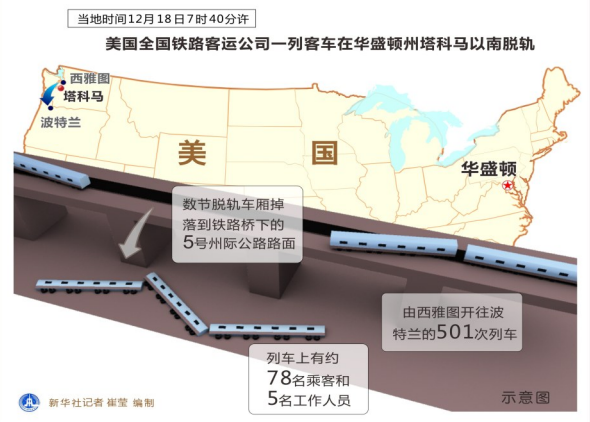 当地时间12月18日7时40分许
美国全国铁路客运公司一列客车在华盛顿州塔科马以南脱轨
西雅图
塔科马
波特兰
美国
华盛顿
数节脱轨车厢掉
落到铁路桥下的
5号州际公路路面
由西雅图开往波
特兰的501次列车
列车上有约
78名乘客和
5名工作人员
新华社记者 崔莹 编制
示意图